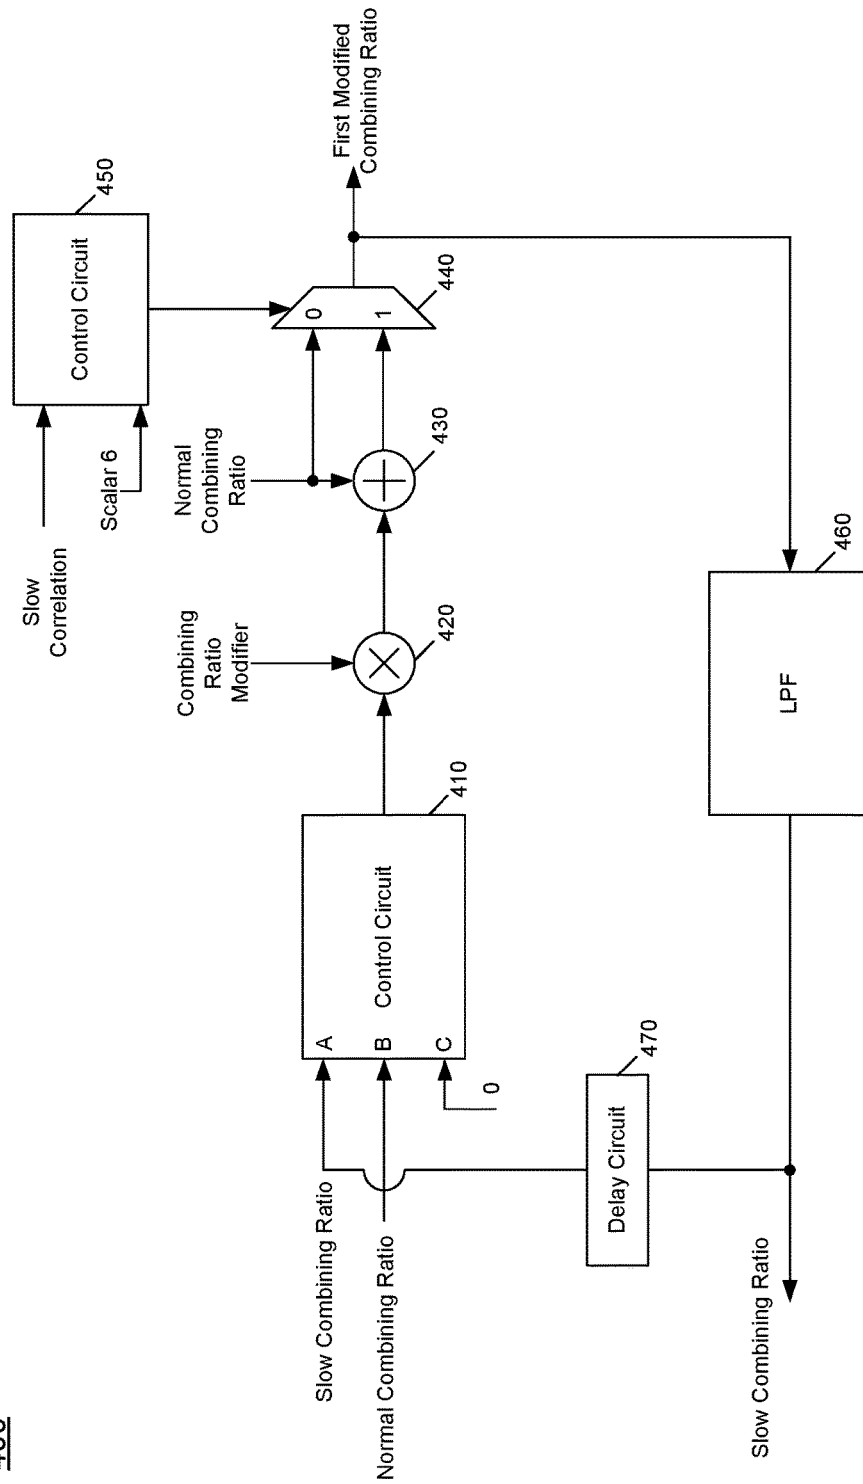 Slow
Correlation
Scalar 6
Control Circuit
450
Combining
Ratio
Modifier
Normal
Combining
Ratio
0
1
440
First Modified
Combining Ratio
Slow Combining Ratio
Normal Combining Ratio
0
A
B
C
Control Circuit
410
420
430
Slow Combining Ratio
Delay Circuit
470
LPF
460